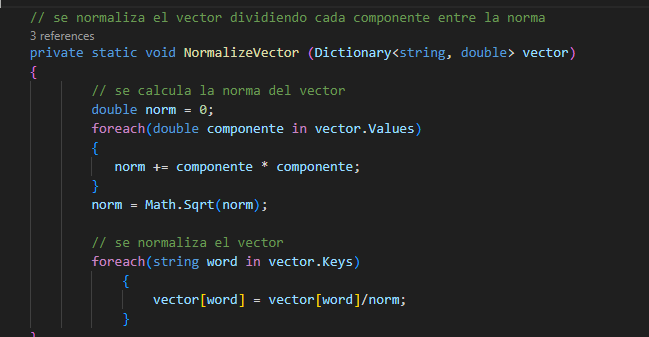 // se normaliza el vector dividiendo cada componente entre la norma
3 references
private static void NormalizeVector (Dictionary<string, double> vector)
{
// se calcula la norma del vector
double norm = 0;
foreach(double componente in vector.Values)
{
norm += componente * componente;
}
norm = Math.Sqrt(norm);
// se normaliza el vector
foreach(string word in vector.Keys)
{
vector[word] = vector[word]/norm;
}
}